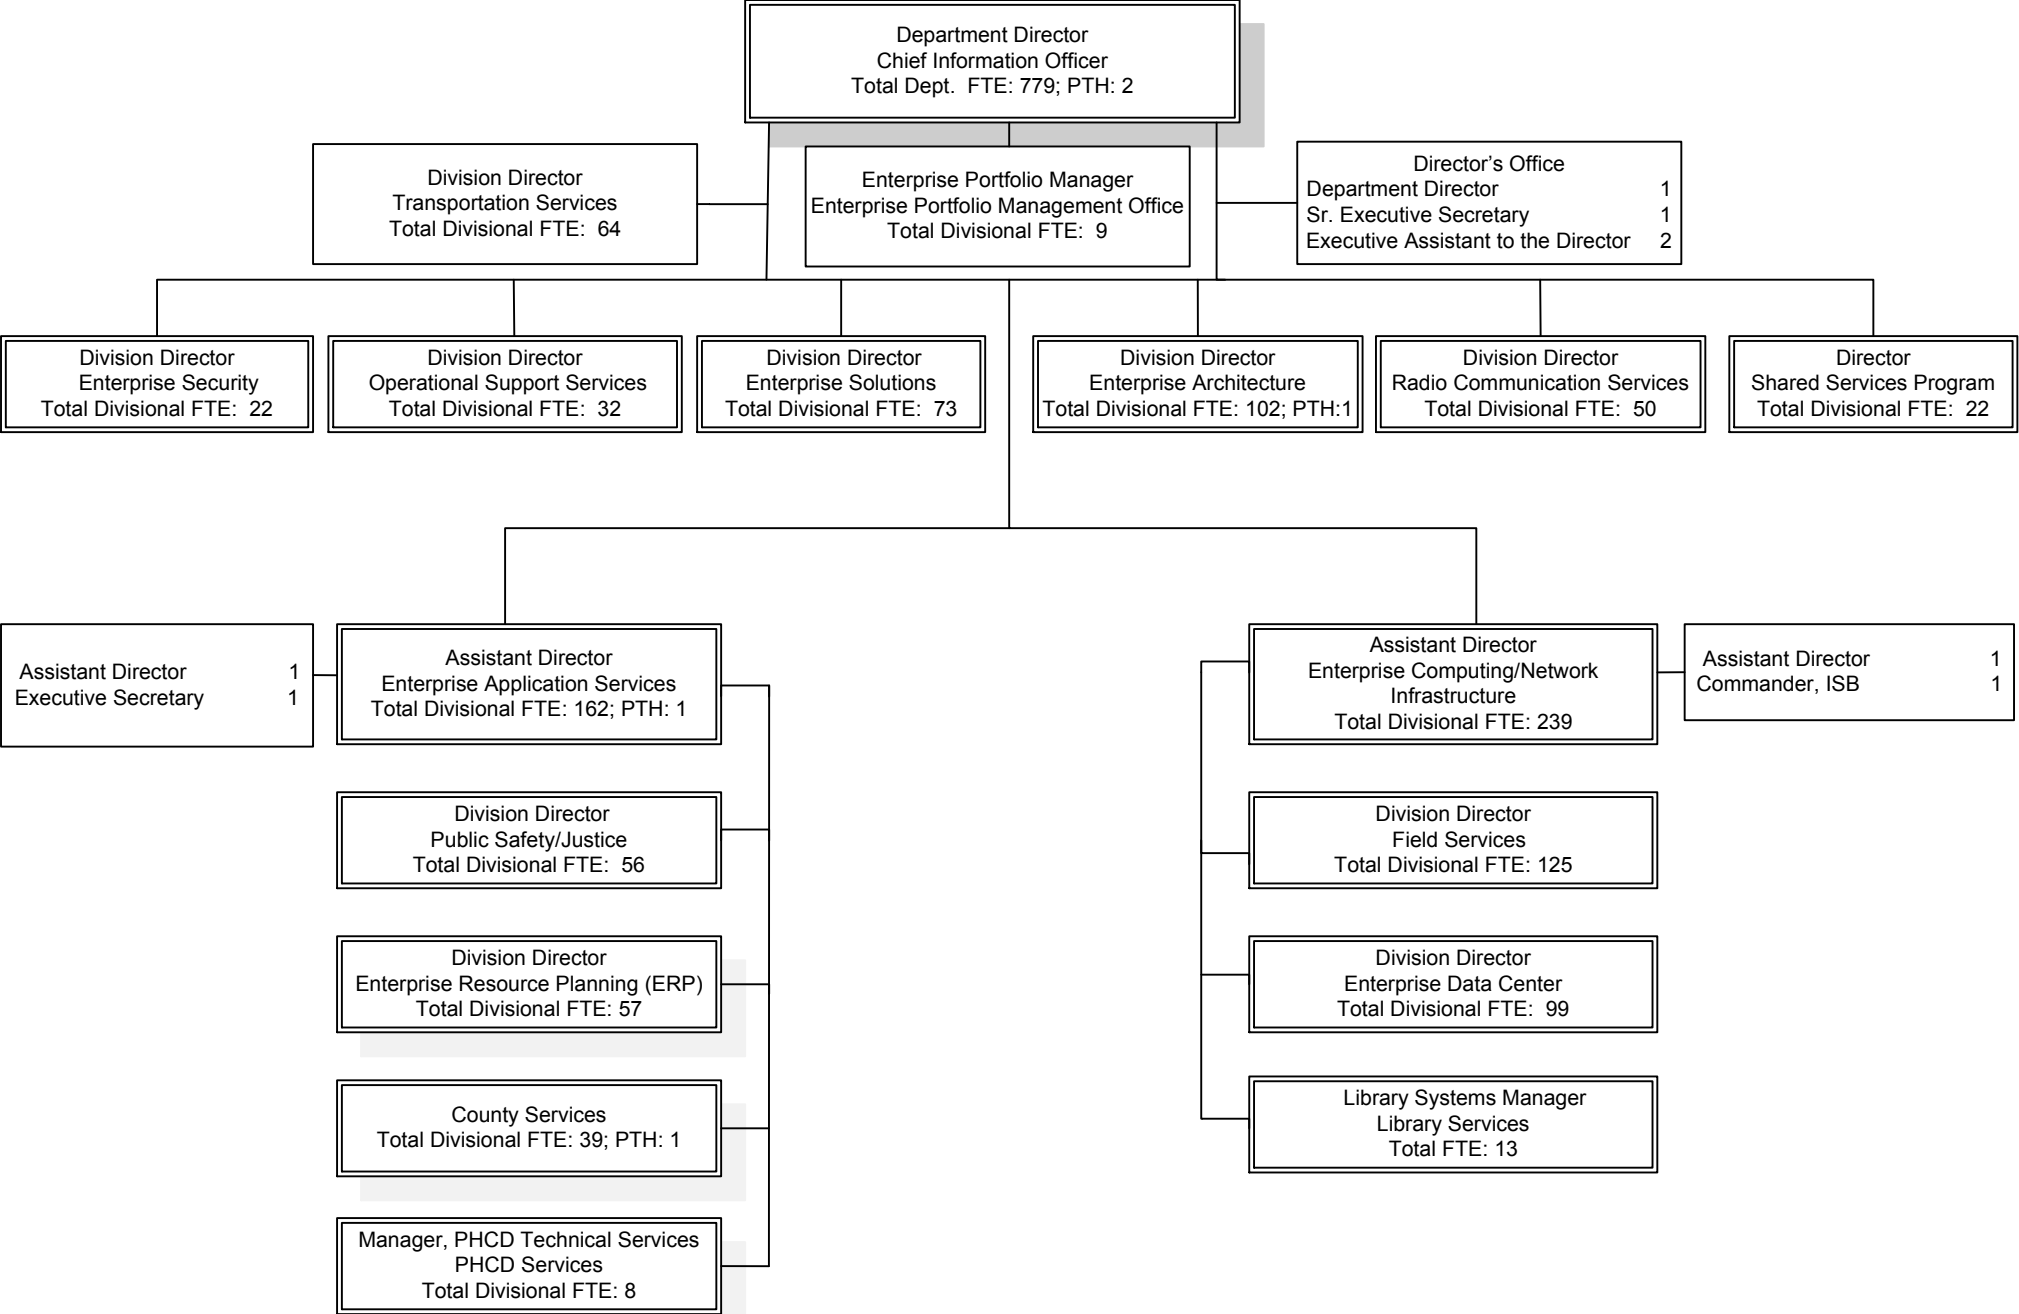 Department Director
Chief Information Officer
Total Dept. FTE: 779; PTH: 2
Division Director
Transportation Services
Total Divisional FTE: 64
Enterprise Portfolio Manager
Enterprise Portfolio Management Office
Total Divisional FTE: 9
Director’s Office
Department Director 1
Sr. Executive Secretary 1
Executive Assistant to the Director 2
Division Director
Enterprise Security
Total Divisional FTE: 22
Division Director
Operational Support Services
Total Divisional FTE: 32
Division Director
Enterprise Solutions
Total Divisional FTE: 73
Division Director
Enterprise Architecture
Total Divisional FTE: 102; PTH:1
Division Director
Radio Communication Services
Total Divisional FTE: 50
Director
Shared Services Program
Total Divisional FTE: 22
Assistant Director 1
Executive Secretary 1
Assistant Director
Enterprise Application Services
Total Divisional FTE: 162; PTH: 1
Assistant Director
Enterprise Computing/Network
Infrastructure
Total Divisional FTE: 239
Assistant Director 1
Commander, ISB 1
Division Director
Public Safety/Justice
Total Divisional FTE: 56
Division Director
Field Services
Total Divisional FTE: 125
Division Director
Enterprise Resource Planning (ERP)
Total Divisional FTE: 57
Division Director
Enterprise Data Center
Total Divisional FTE: 99
County Services
Total Divisional FTE: 39; PTH: 1
Library Systems Manager
Library Services
Total FTE: 13
Manager, PHCD Technical Services
PHCD Services
Total Divisional FTE: 8